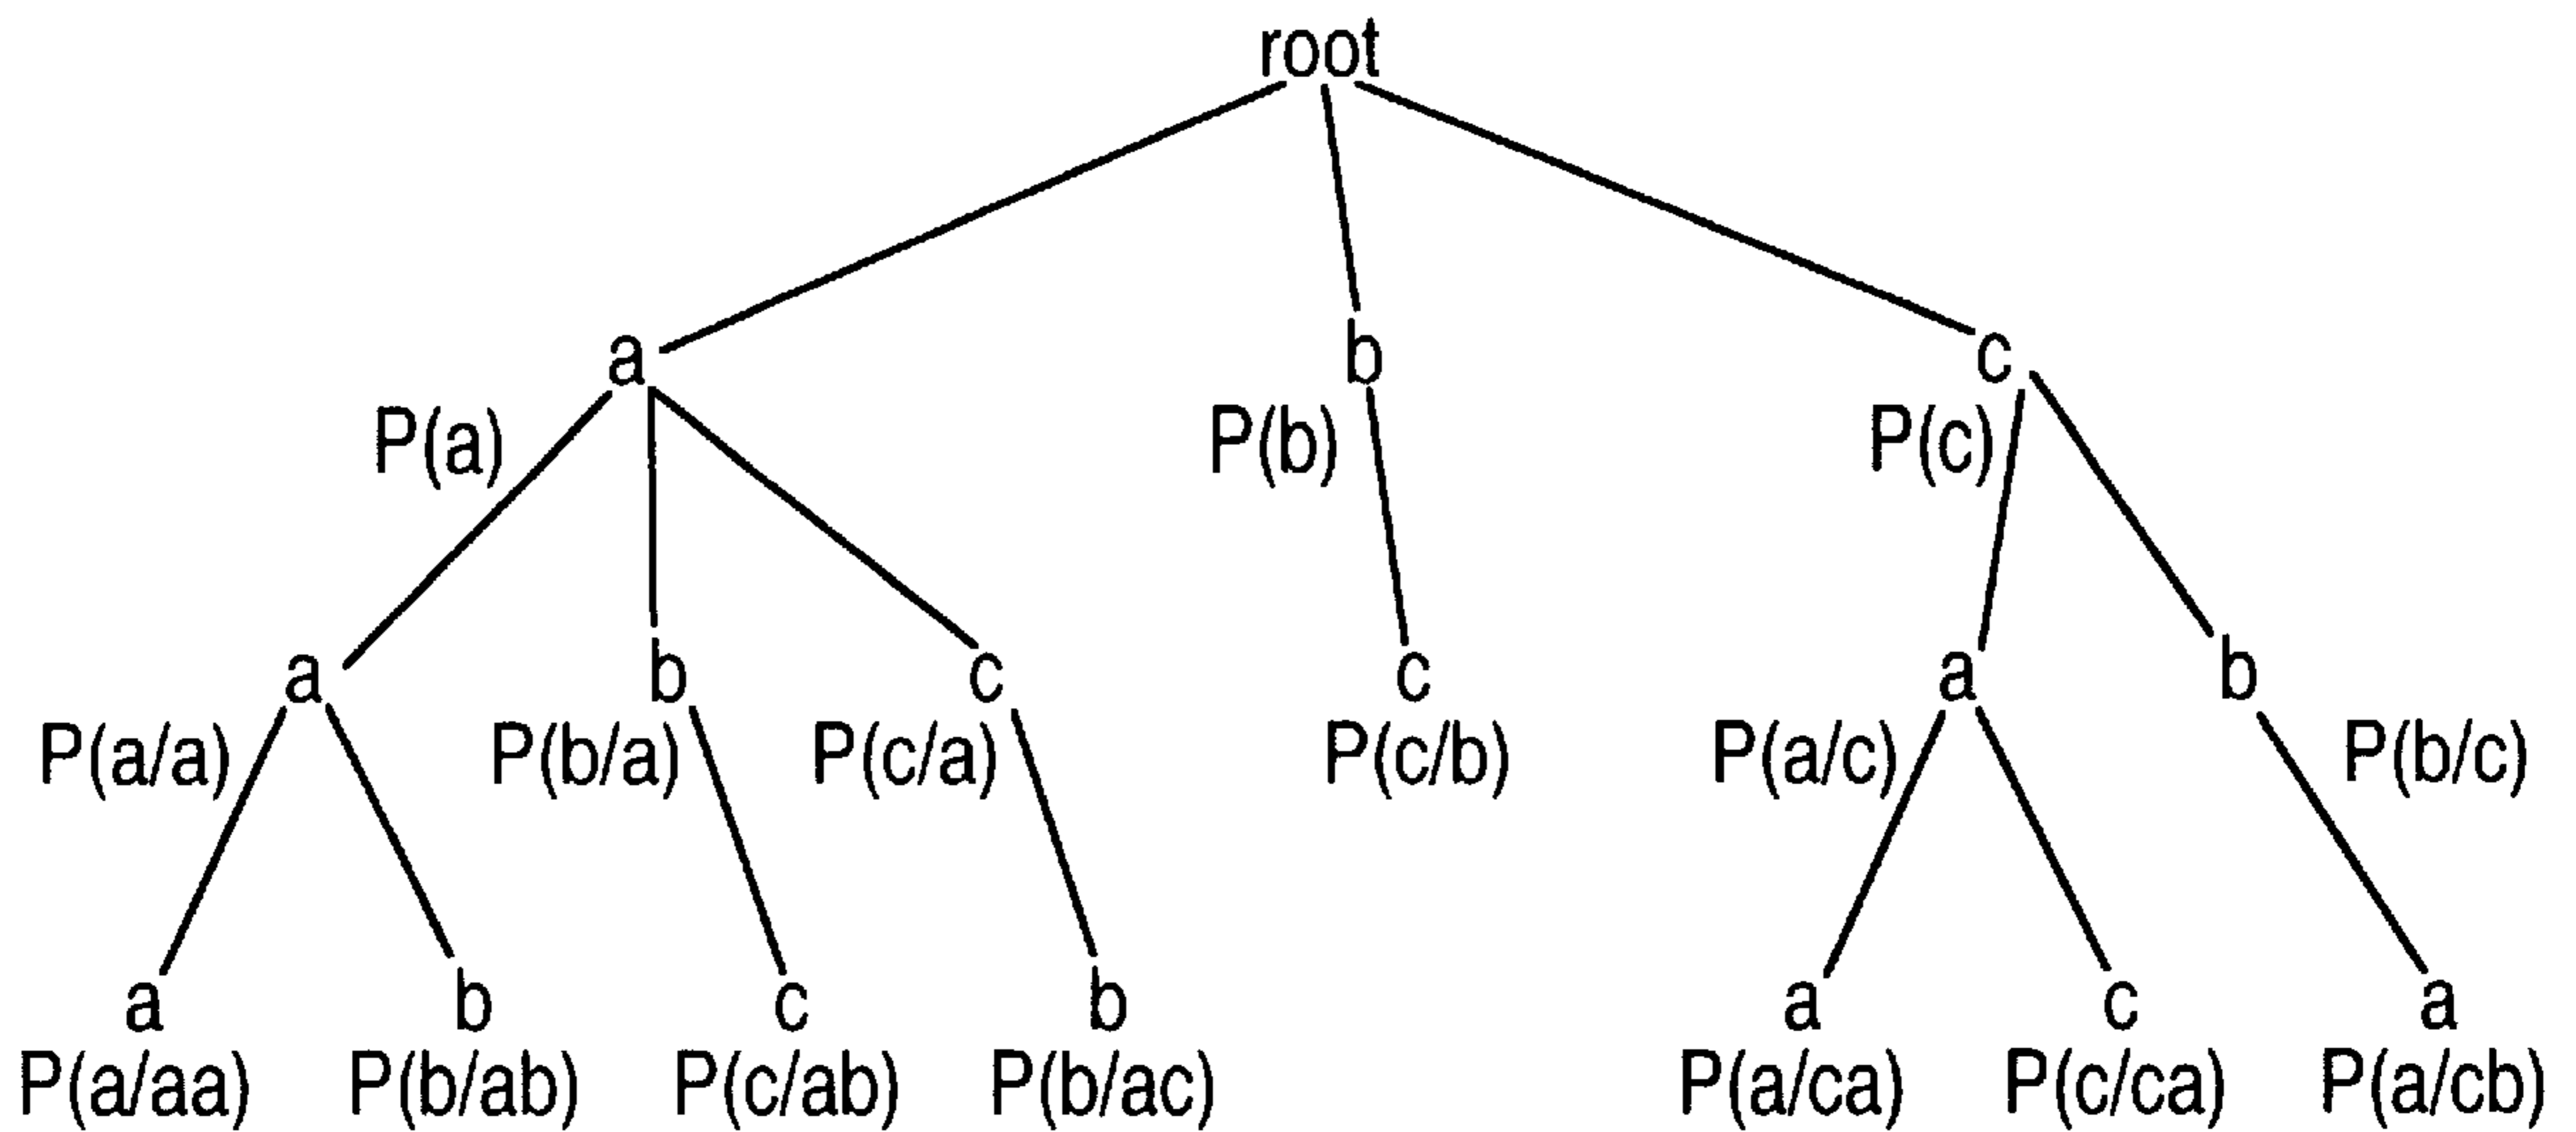 root
a b c
P(a) P(b) P(c)
a b c c a b
P(a/a) P(b/a) P(c/a) P(c/b) P(a/c) P(b/c)
a b c b a c a
P(a/aa) P(b/ab) P(c/ab) P(b/ac) P(a/ca) P(c/ca) P(a/cb)